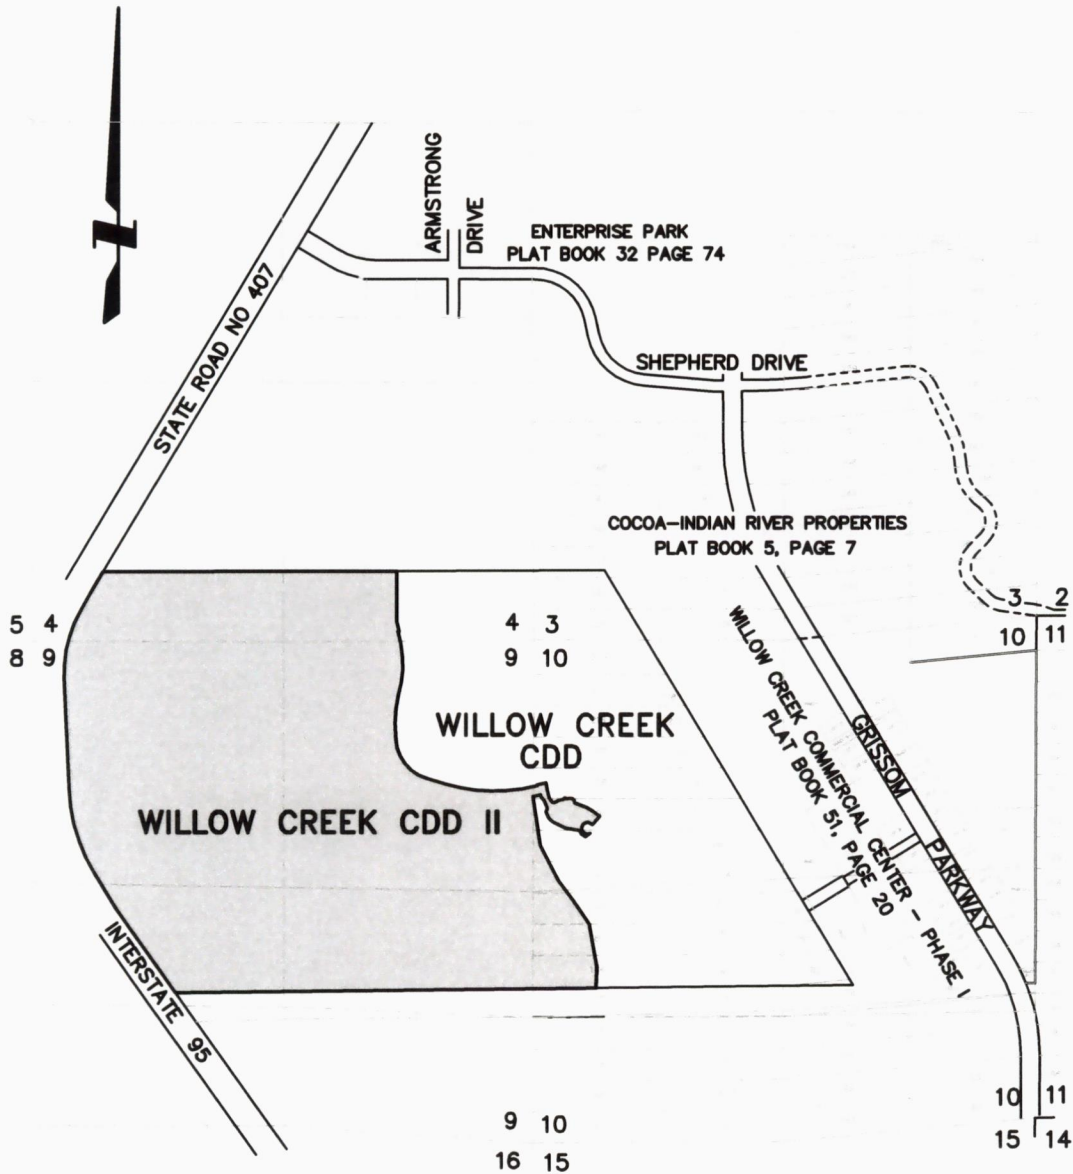 N
ARMSTRONG
DRIVE
ENTERPRISE PARK
PLAT BOOK 32 PAGE 74
STATE ROAD NO 407
SHEPHERD DRIVE
COCOA-INDIAN RIVER PROPERTIES
PLAT BOOK 5, PAGE 7
5 4
8 9
4 3
9 10
3 2
10 11
WILLOW CREEK
CDD
WILLOW CREEK CDD II
WILLOW CREEK COMMERCIAL CENTER - PHASE I
PLAT BOOK 51, PAGE 20
GRISSOM PARKWAY
INTERSTATE 95
10 11
15 14
9 10
16 15